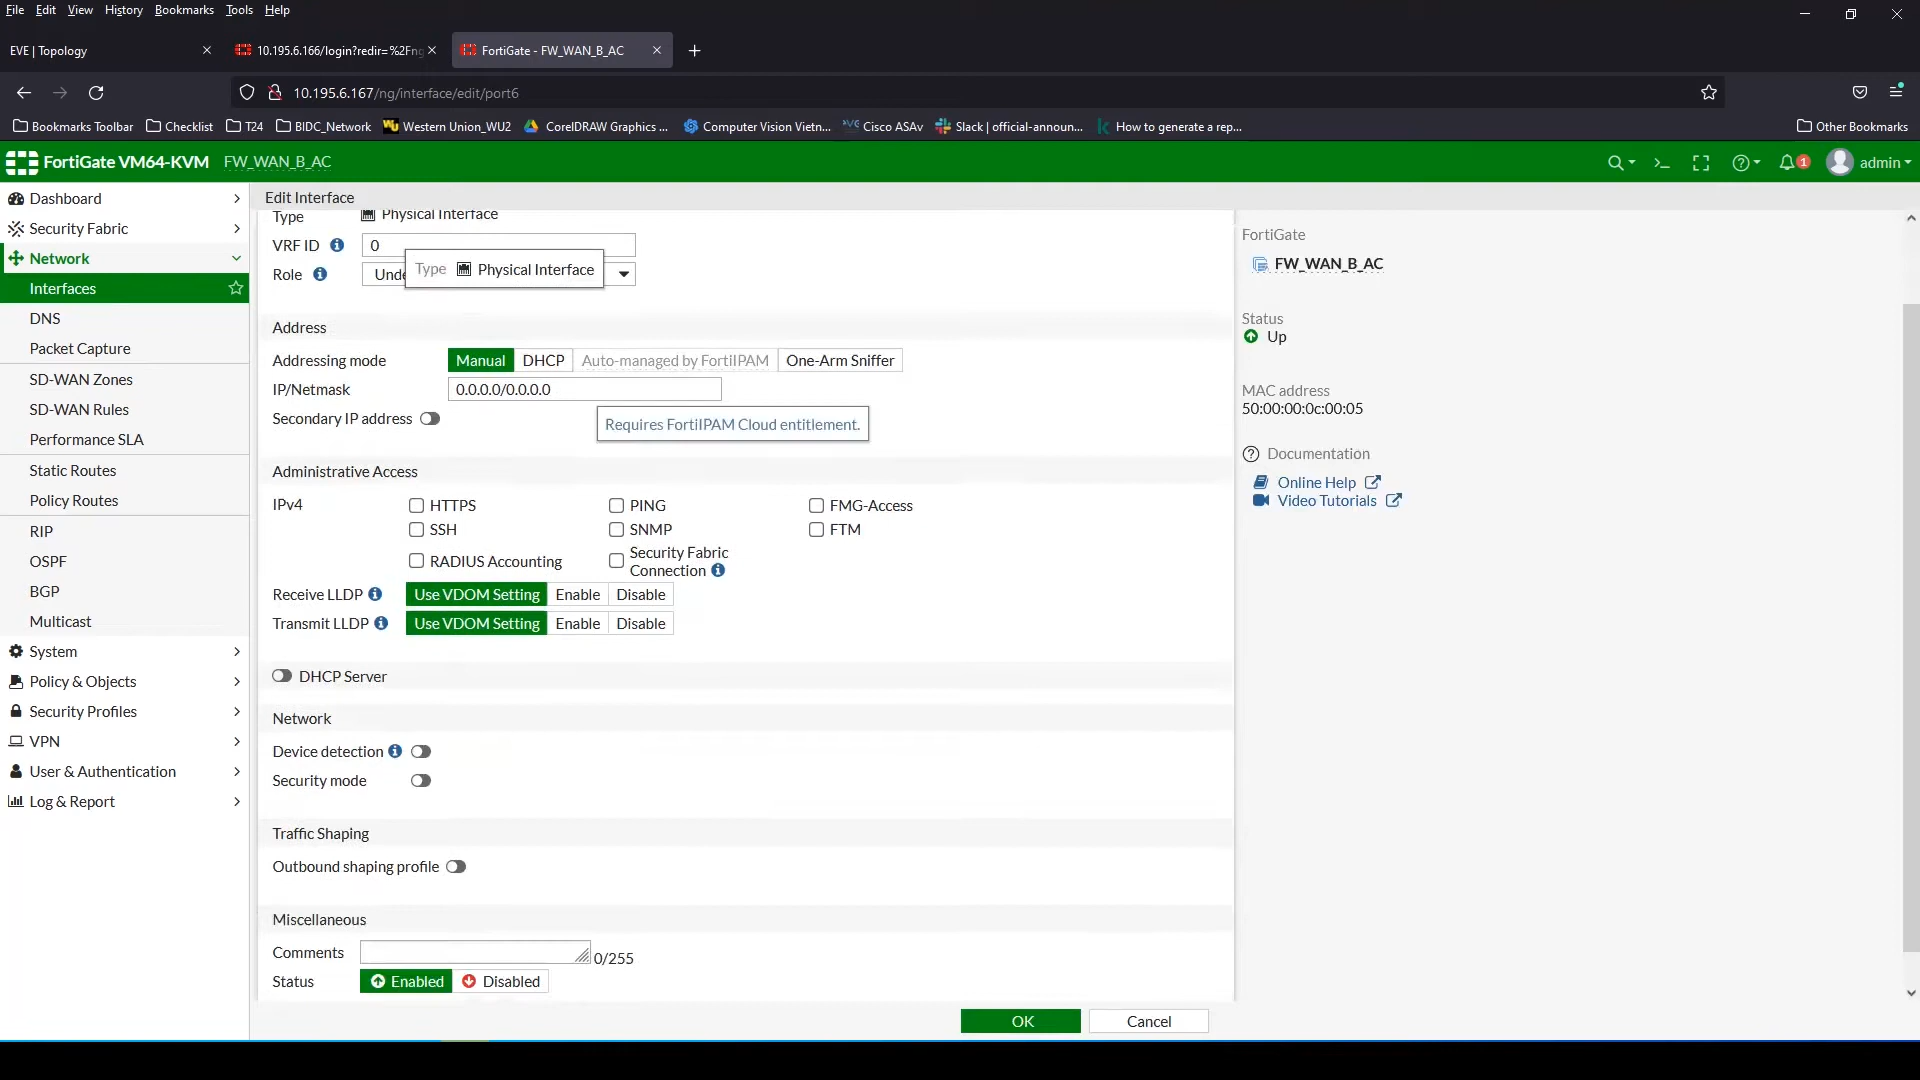 File Edit View History Bookmarks Tools Help
EVE | Topology
10.195.6.166/login?redir=%2Fng
FortiGate - FW_WAN_B_AC
10.195.6.167/ng/interface/edit/port6
Bookmarks Toolbar Checklist T24 BIDC_Network Western Union_WU2 CorelDRAW Graphics ... Computer Vision Vietn... Cisco ASAv Slack | official-announ... How to generate a rep... Other Bookmarks
FortiGate VM64-KVM FW_WAN_B_AC 1 admin
Dashboard
Security Fabric
Network
Interfaces
DNS
Packet Capture
SD-WAN Zones
SD-WAN Rules
Performance SLA
Static Routes
Policy Routes
RIP
OSPF
BGP
Multicast
System
Policy & Objects
Security Profiles
VPN
User & Authentication
Log & Report
Edit Interface
Type Physical Interface
VRF ID 0
Role Unde
Type Physical Interface
Address
Addressing mode Manual DHCP Auto-managed by FortiIPAM One-Arm Sniffer
IP/Netmask 0.0.0.0/0.0.0.0
Secondary IP address
Requires FortiIPAM Cloud entitlement.
Administrative Access
IPv4 HTTPS PING FMG-Access
SSH SNMP FTM
RADIUS Accounting Security Fabric
Connection
Receive LLDP Use VDOM Setting Enable Disable
Transmit LLDP Use VDOM Setting Enable Disable
DHCP Server
Network
Device detection
Security mode
Traffic Shaping
Outbound shaping profile
Miscellaneous
Comments 0/255
Status Enabled Disabled
OK Cancel
FortiGate
FW_WAN_B_AC
Status
Up
MAC address
50:00:00:0c:00:05
Documentation
Online Help
Video Tutorials